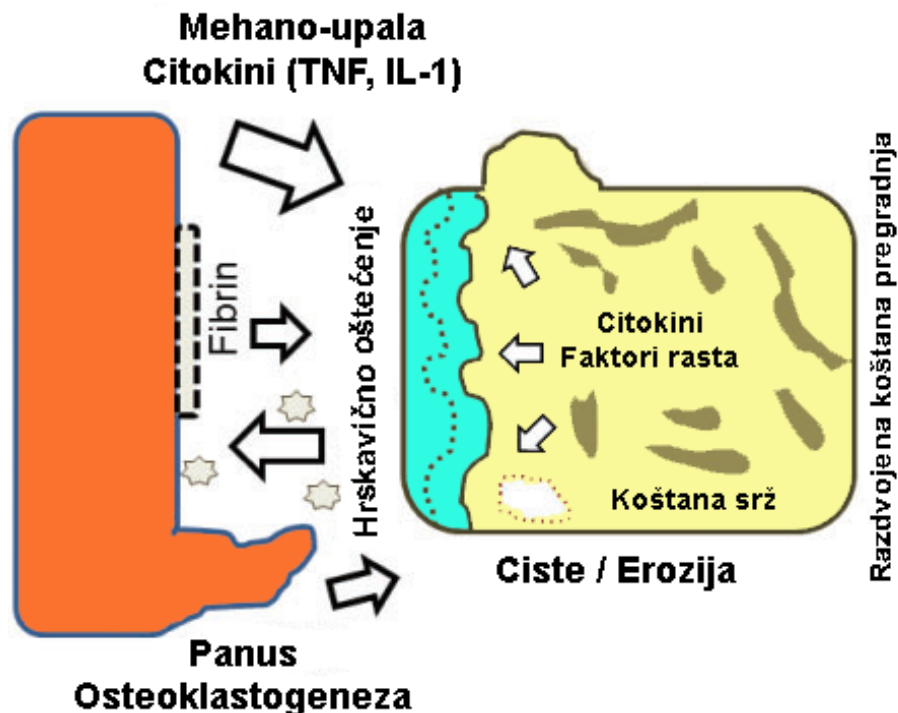 Mehano-upala
Citokini (TNF, IL-1)
Fibrin
Hrskavično oštećenje
Citokini
Faktori rasta
Koštana srž
Razdvojena koštana pregradnja
Ciste / Erozija
Panus
Osteoklastogeneza